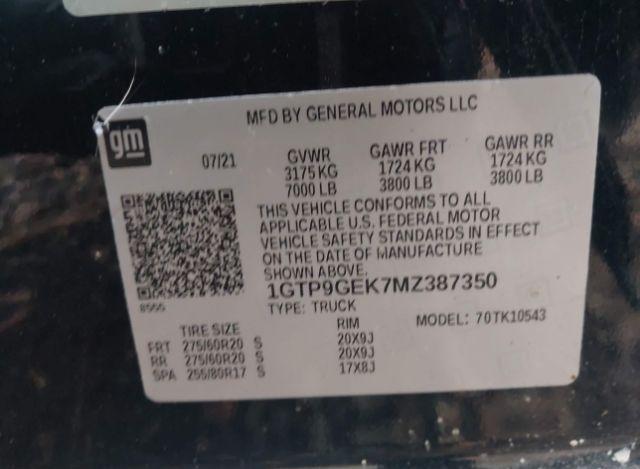 MFD BY GENERAL MOTORS LLC
gm
07/21
GVWR GAWR FRT GAWR RR
3175 KG 1724 KG 1724 KG
7000 LB 3800 LB 3800 LB
THIS VEHICLE CONFORMS TO ALL
APPLICABLE U.S. FEDERAL MOTOR
VEHICLE SAFETY STANDARDS IN EFFECT
ON THE DATE OF MANUFACTURE
SHOWN ABOVE.
1GTP9GEK7MZ387350
TYPE: TRUCK MODEL: 70TK10543
TIRE SIZE RIM
FRT 275/60R20 S 20X9J
RR 275/60R20 S 20X9J
SPA 255/80R17 S 17X8J